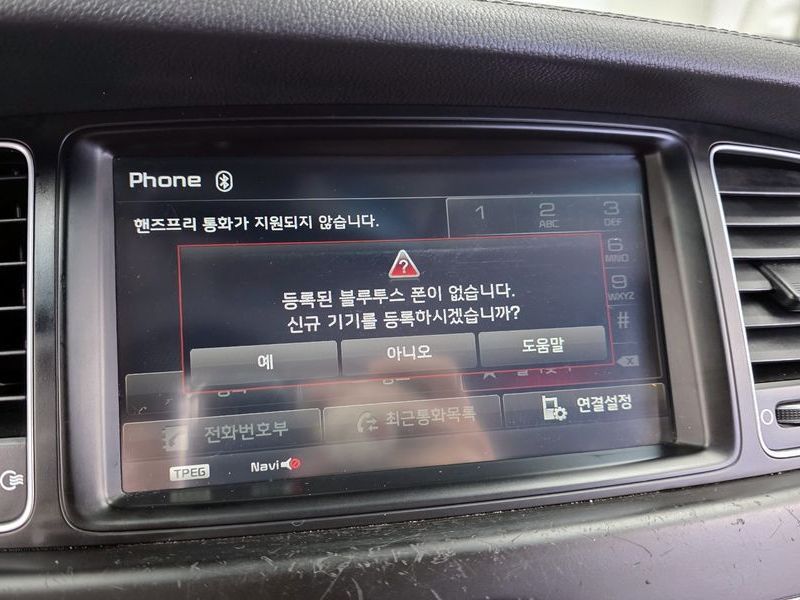 Phone
핸즈프리 통화가 지원되지 않습니다.
1 2 3
ABC DEF
6
MNO
9
WXYZ
#
?
등록된 블루투스 폰이 없습니다.
신규 기기를 등록하시겠습니까?
예 아니오 도움말
전화번호부 최근통화목록 연결설정
TPEG Navi